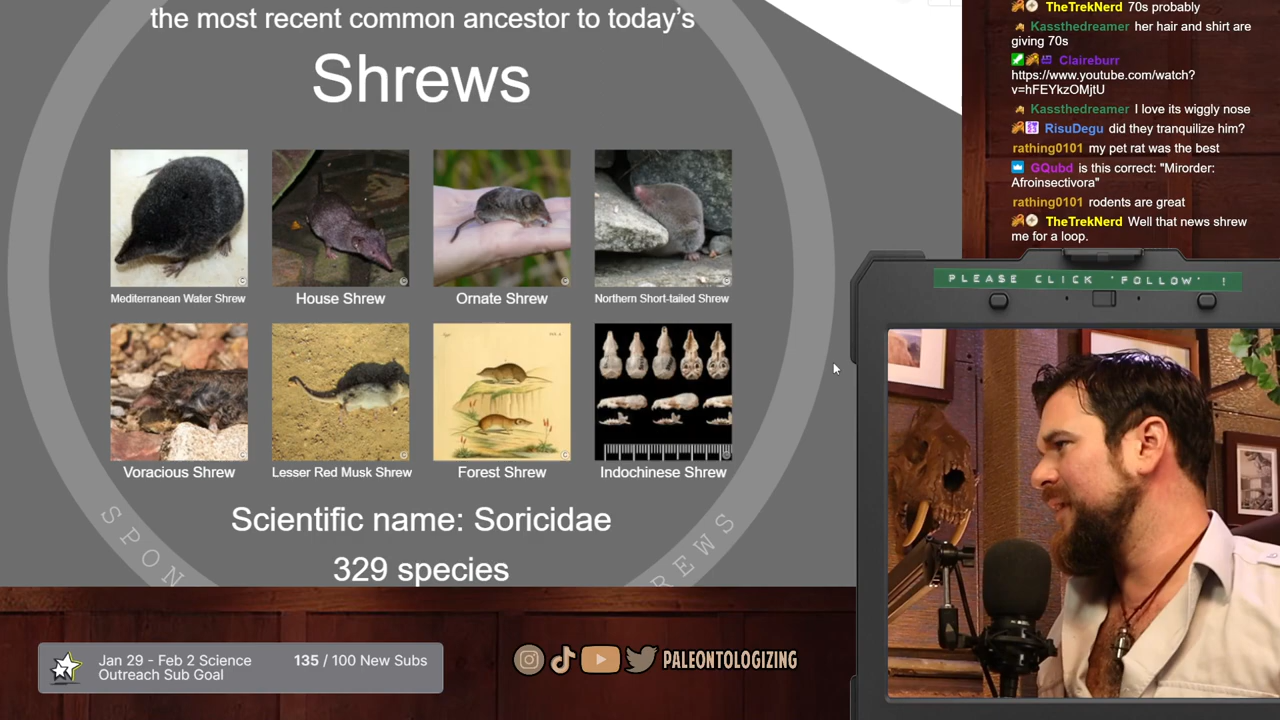 the most recent common ancestor to today's
Shrews
Mediterranean Water Shrew
House Shrew
Ornate Shrew
Northern Short-tailed Shrew
Voracious Shrew
Lesser Red Musk Shrew
Forest Shrew
Indochinese Shrew
Scientific name: Soricidae
329 species
SPON
REWS
TheTrekNerd 70s probably
Kassthedreamer her hair and shirt are
giving 70s
Claireburr
https://www.youtube.com/watch?
v=hFEYkzOMjtU
Kassthedreamer I love its wiggly nose
RisuDegu did they tranquilize him?
rathing0101 my pet rat was the best
GQubd is this correct: "Mirorder:
Afroinsectivora"
rathing0101 rodents are great
TheTrekNerd Well that news shrew
me for a loop.
PLEASE CLICK 'FOLLOW' !
Jan 29 - Feb 2 Science
Outreach Sub Goal
135 / 100 New Subs
PALEONTOLOGIZING